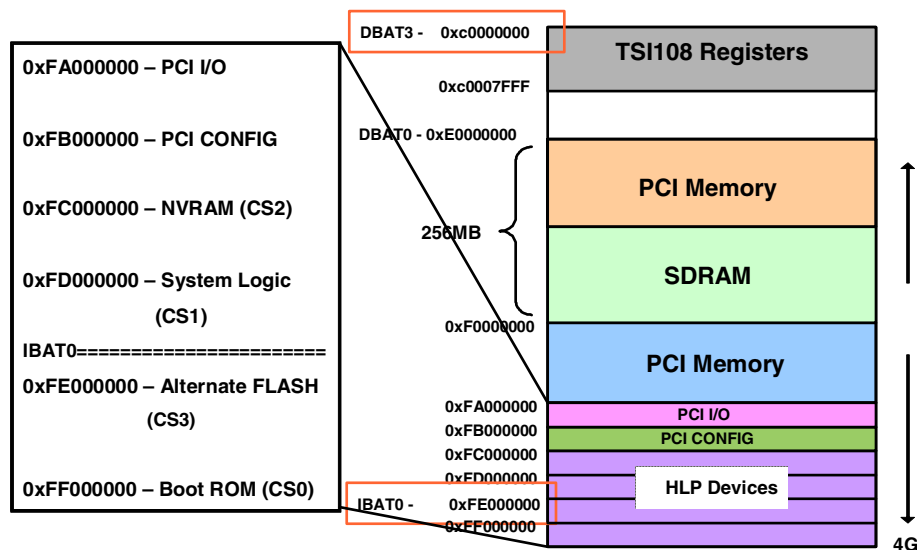 0xFA000000 – PCI I/O
0xFB000000 – PCI CONFIG
0xFC000000 – NVRAM (CS2)
0xFD000000 – System Logic
(CS1)
IBAT0=======================
0xFE000000 – Alternate FLASH
(CS3)
0xFF000000 – Boot ROM (CS0)
DBAT3 - 0xc0000000
0xc0007FFF
DBAT0 - 0xE0000000
256MB
0xF0000000
0xFA000000
0xFB000000
0xFC000000
0xFD000000
IBAT0 - 0xFE000000
0xFF000000
TSI108 Registers
PCI Memory
SDRAM
PCI Memory
PCI I/O
PCI CONFIG
HLP Devices
4G